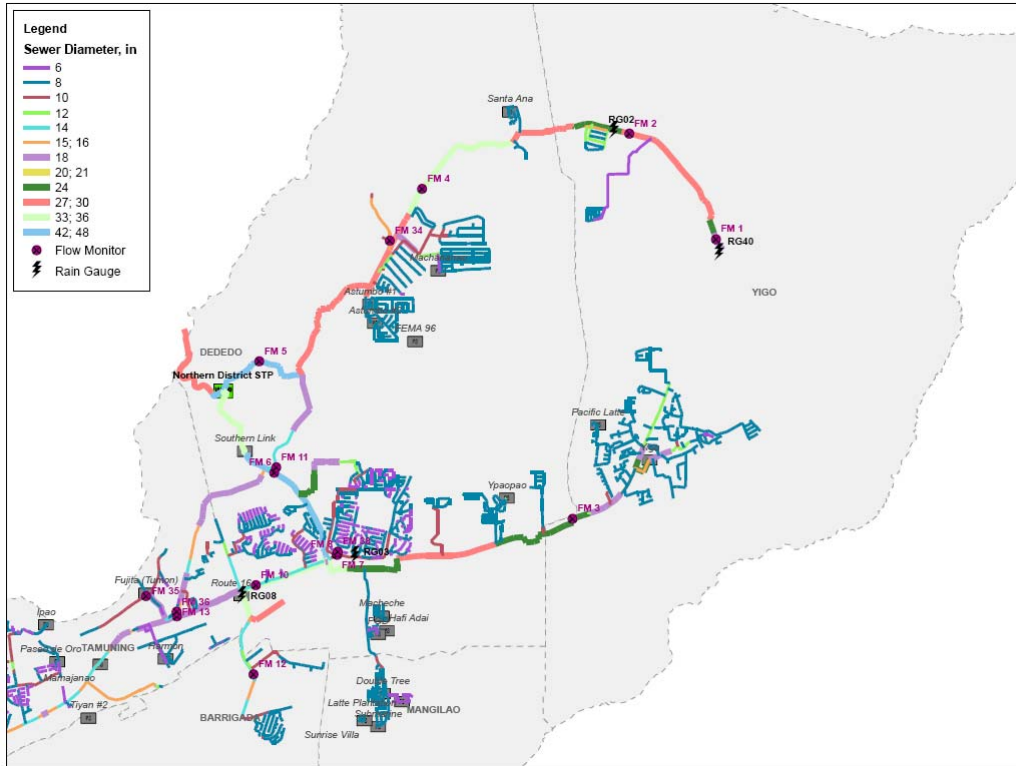 Legend
Sewer Diameter, in
6
8
10
12
14
15; 16
18
20; 21
24
27; 30
33; 36
42; 48
Flow Monitor
Rain Gauge
Santa Ana
RG02
FM 2
FM 4
FM 1
RG40
FM 34
YIGO
Astumbo #1
FEMA 96
DEDEDO
FM 5
Northern District STP
Pacific Latte
Southern Link
FM 6
FM 11
Ypaopao
FM 3
RG03
FM 7
Fujita (Tumon)
Route 16
FM 10
FM 35
RG08
FM 36
FM 13
Ipao
Macheche
Hafi Adai
Paseo de Oro
TAMUNING
Harmon
Mamajanao
FM 12
Double Tree
Tiyan #2
BARRIGADA
Latte Plantation
MANGILAO
Sunrise Villa